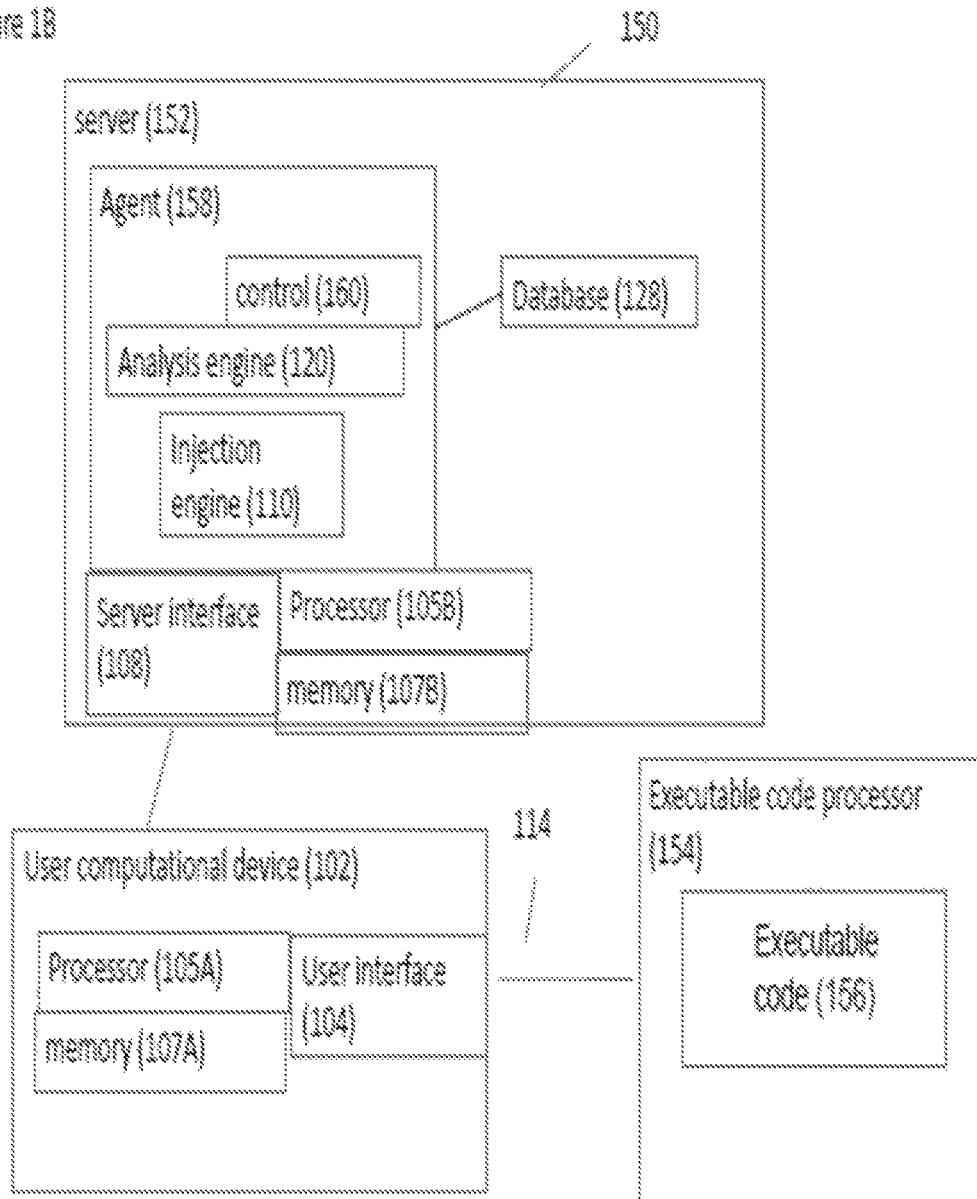 re 1B
150
server (152)
Agent (158)
control (160)
Database (128)
Analysis engine (120)
Injection
engine (110)
Server interface
(108)
Processor (105B)
memory (107B)
Executable code processor
(154)
114
User computational device (102)
Executable
code (156)
Processor (105A)
User interface
(104)
memory (107A)